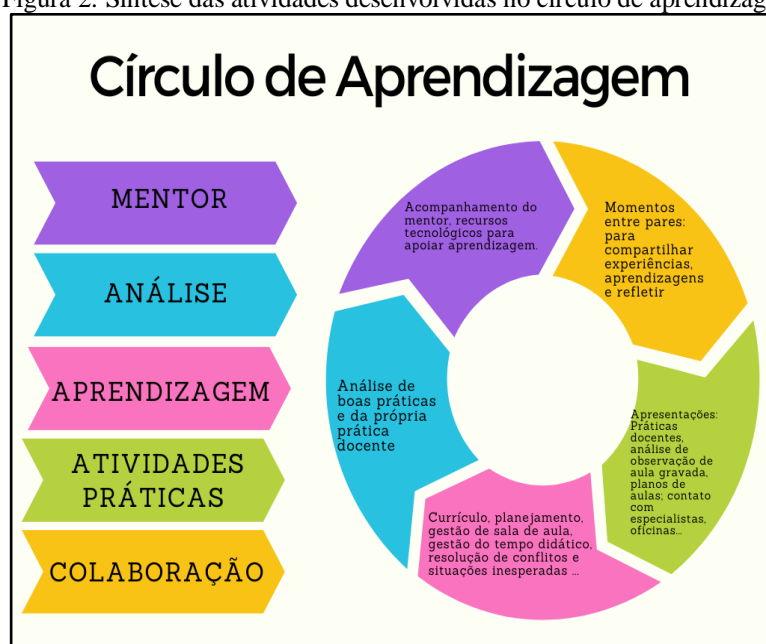 Figura 2: Síntese das atividades desenvolvidas no círculo de aprendizag
Círculo de Aprendizagem
MENTOR
ANÁLISE
APRENDIZAGEM
ATIVIDADES
PRÁTICAS
COLABORAÇÃO
Acompanhamento do
mentor, recursos
tecnológicos para
apoiar aprendizagem.
Momentos
entre pares:
para
compartilhar
experiências,
aprendizagens
e refletir
Apresentações:
Práticas
docentes,
análise de
observação de
aula gravada,
planos de
aulas; contato
com
especialistas,
oficinas...
Currículo, planejamento,
gestão de sala de aula,
gestão do tempo didático,
resolução de conflitos e
situações inesperadas ...
Análise de
boas práticas
e da própria
prática
docente